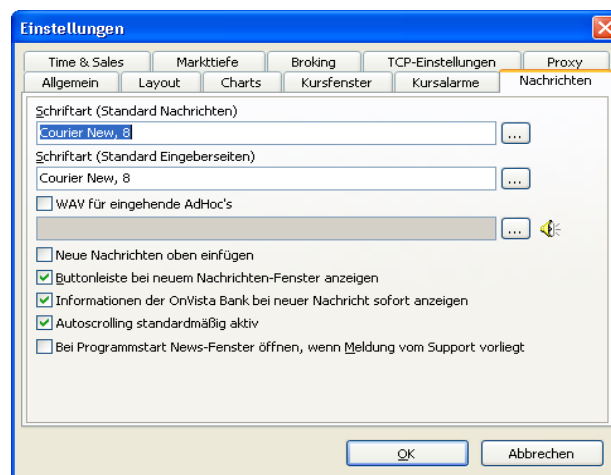 Einstellungen
Time & Sales Markttiefe Broking TCP-Einstellungen Proxy
Allgemein Layout Charts Kursfenster Kursalarme Nachrichten
Schriftart (Standard Nachrichten)
Courier New, 8
...
Schriftart (Standard Eingeberseiten)
Courier New, 8
...
WAV für eingehende AdHoc's
...
Neue Nachrichten oben einfügen
Buttonleiste bei neuem Nachrichten-Fenster anzeigen
Informationen der OnVista Bank bei neuer Nachricht sofort anzeigen
Autoscrolling standardmäßig aktiv
Bei Programmstart News-Fenster öffnen, wenn Meldung vom Support vorliegt
OK Abbrechen